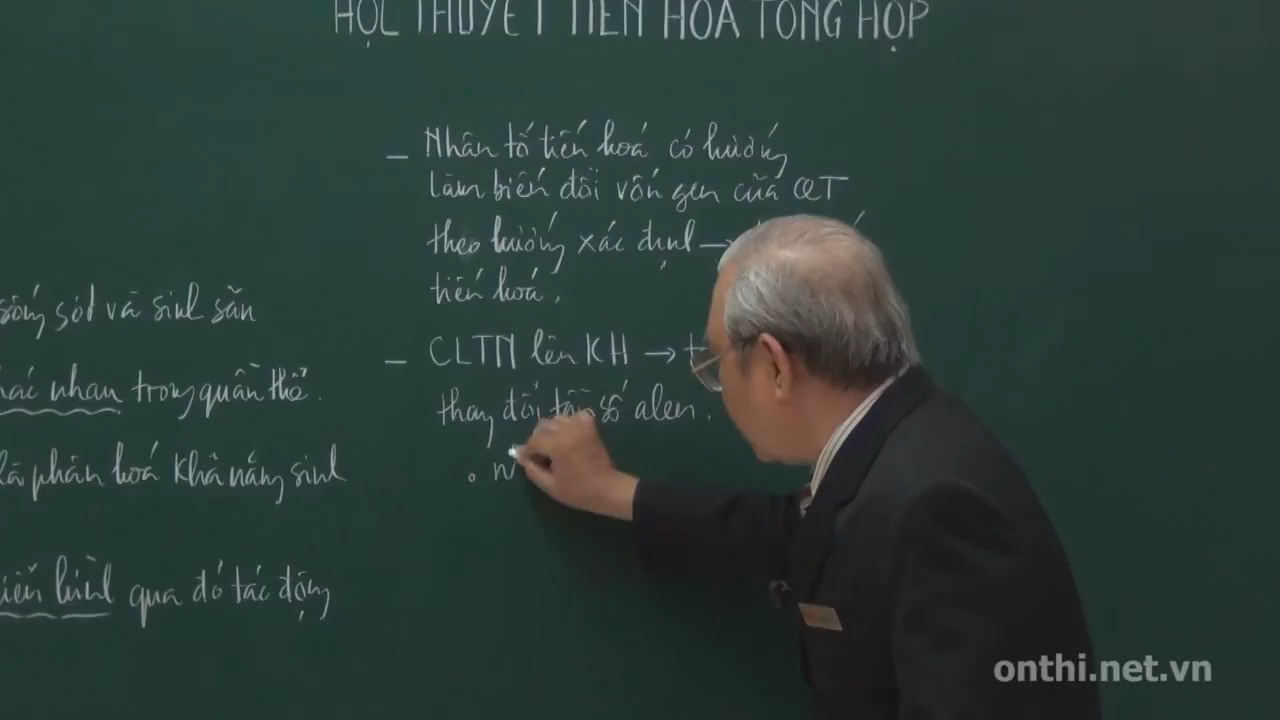 HỌC THUYẾT TIẾN HÓA TỔNG HỢP
sống sót và sinh sản
nhau trong quần thể.
là phân hoá khả năng sinh
hình qua đó tác động
– Nhân tố tiến hoá có hướng
làm biến đổi vốn gen của QT
theo hướng xác định →
tiến hoá.
– CLTN lên KH →
thay đổi tần số alen.
onthi.net.vn